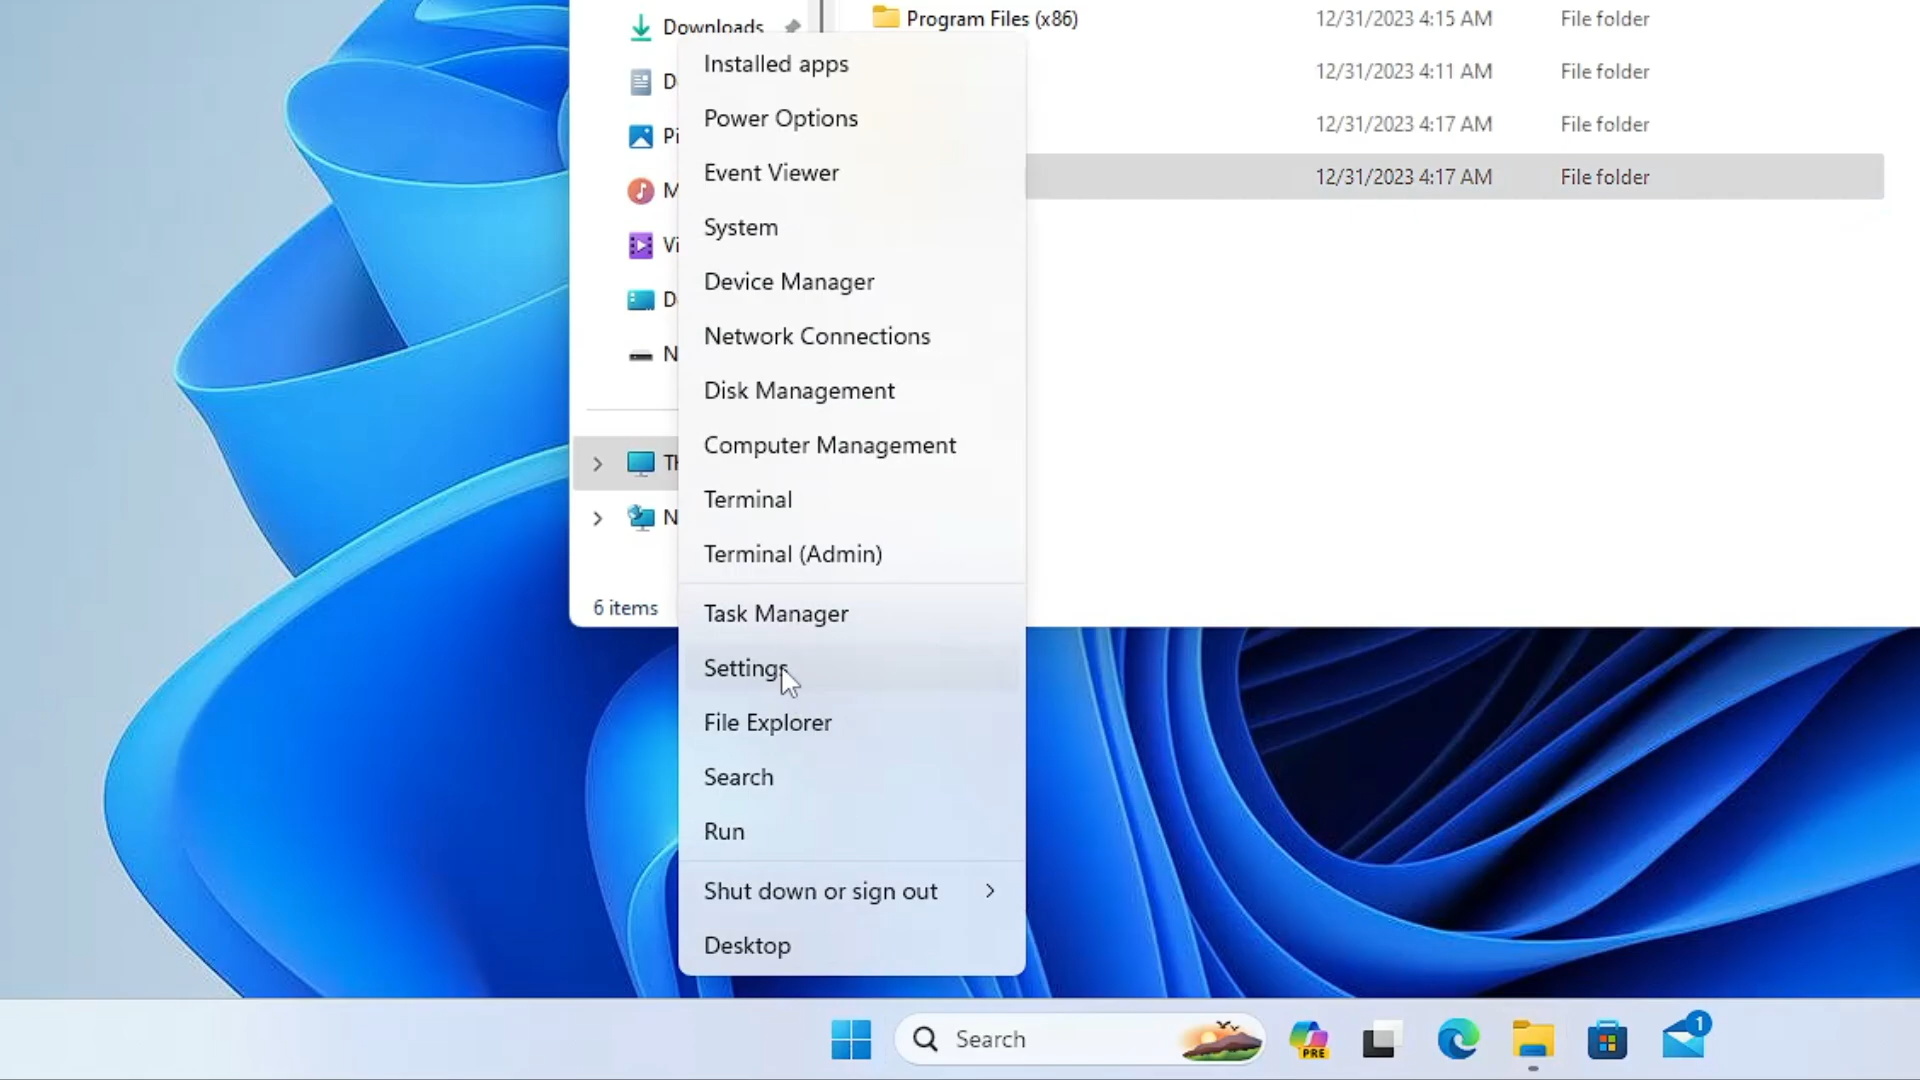 Downloads
Program Files (x86) 12/31/2023 4:15 AM File folder
12/31/2023 4:11 AM File folder
12/31/2023 4:17 AM File folder
12/31/2023 4:17 AM File folder
Installed apps
Power Options
Event Viewer
System
Device Manager
Network Connections
Disk Management
Computer Management
Terminal
Terminal (Admin)
Task Manager
Settings
File Explorer
Search
Run
Shut down or sign out
Desktop
6 items
Search
PRE
1